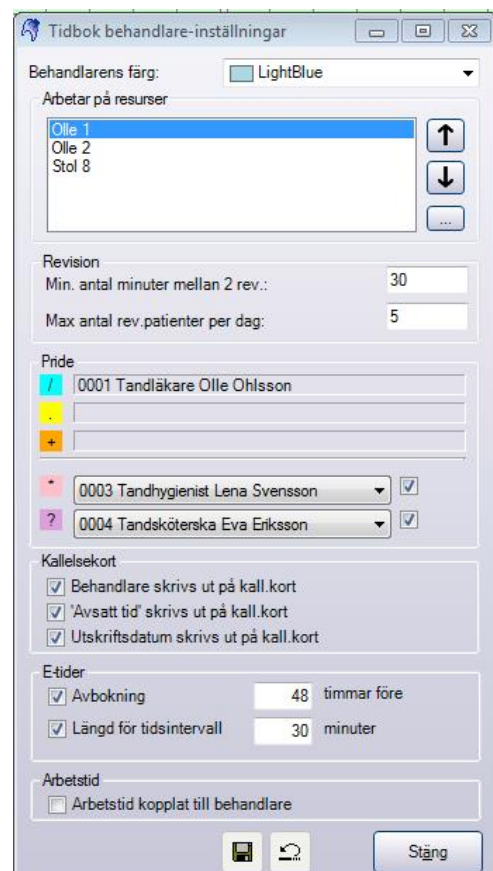 Tidbok behandlare-inställningar
Behandlarens färg: LightBlue
Arbetar på resurser
Olle 1
Olle 2
Stol 8
...
Revision
Min. antal minuter mellan 2 rev.: 30
Max antal rev.patienter per dag: 5
Pride
/ 0001 Tandläkare Olle Ohlsson
.
+
* 0003 Tandhygienist Lena Svensson
? 0004 Tandsköterska Eva Eriksson
Kallelsekort
Behandlare skrivs ut på kall.kort
'Avsatt tid' skrivs ut på kall.kort
Utskriftsdatum skrivs ut på kall.kort
E-tider
Avbokning 48 timmar före
Längd för tidsintervall 30 minuter
Arbetstid
Arbetstid kopplat till behandlare
Stäng